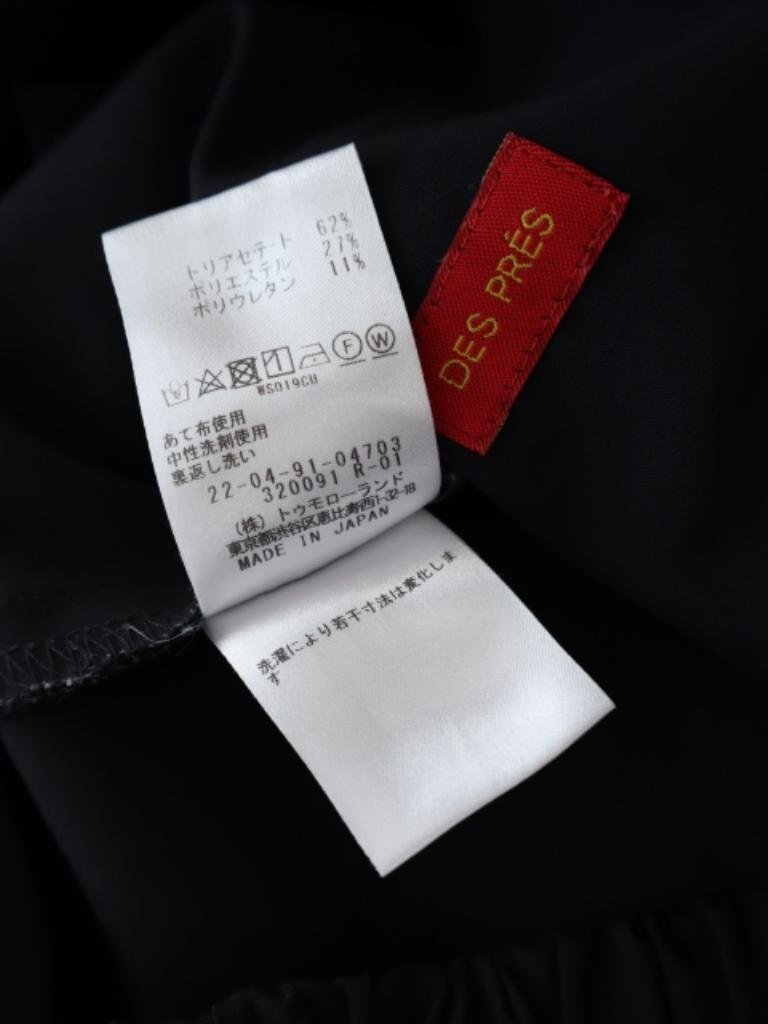 トリアセテート 62%
ポリエステル 27%
ポリウレタン 11%
F W
WS019CU
あて布使用
中性洗剤使用
裏返し洗い
22-04-91-04703
320091 R-01
(株)トゥモローランド
東京都渋谷区恵比寿西1-32-18
MADE IN JAPAN
洗濯により若干寸法は変化しま
す
DES PRÉS